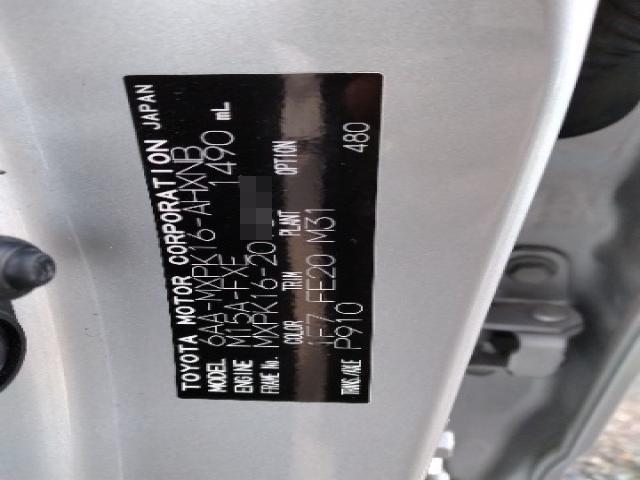 TOYOTA MOTOR CORPORATION JAPAN
MODEL 6AA-MXPK16-AHXNB
ENGINE M15A-FXE 1490 mL
FRAME No. MXPK16-20
COLOR TRIM PLANT OPTION
1F7 FE20 M31 480
TRANS./AXLE P910